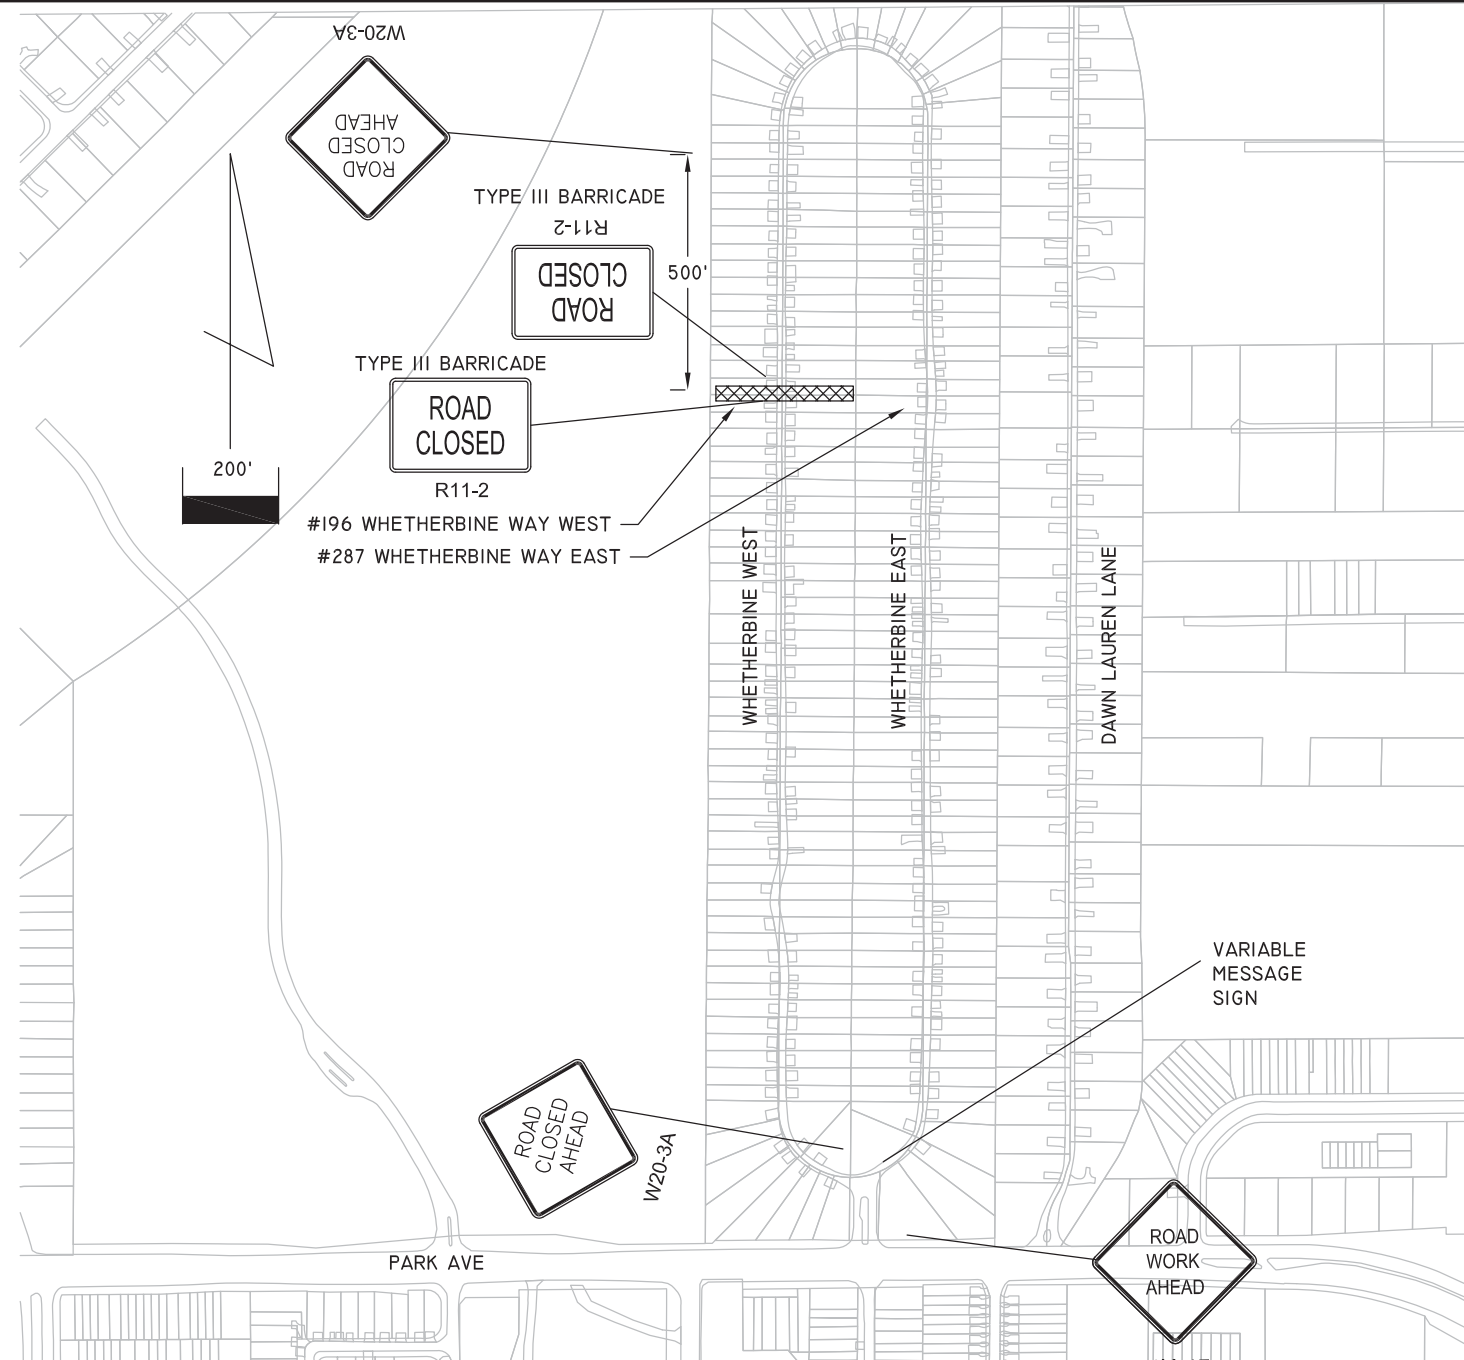 W20-3A
ROAD
CLOSED
AHEAD
TYPE III BARRICADE
R11-2
ROAD
CLOSED
500'
TYPE III BARRICADE
ROAD
CLOSED
R11-2
200'
#196 WHETHERBINE WAY WEST
#287 WHETHERBINE WAY EAST
WHETHERBINE WEST
WHETHERBINE EAST
DAWN LAUREN LANE
VARIABLE
MESSAGE
SIGN
ROAD
CLOSED
AHEAD
W20-3A
PARK AVE
ROAD
WORK
AHEAD